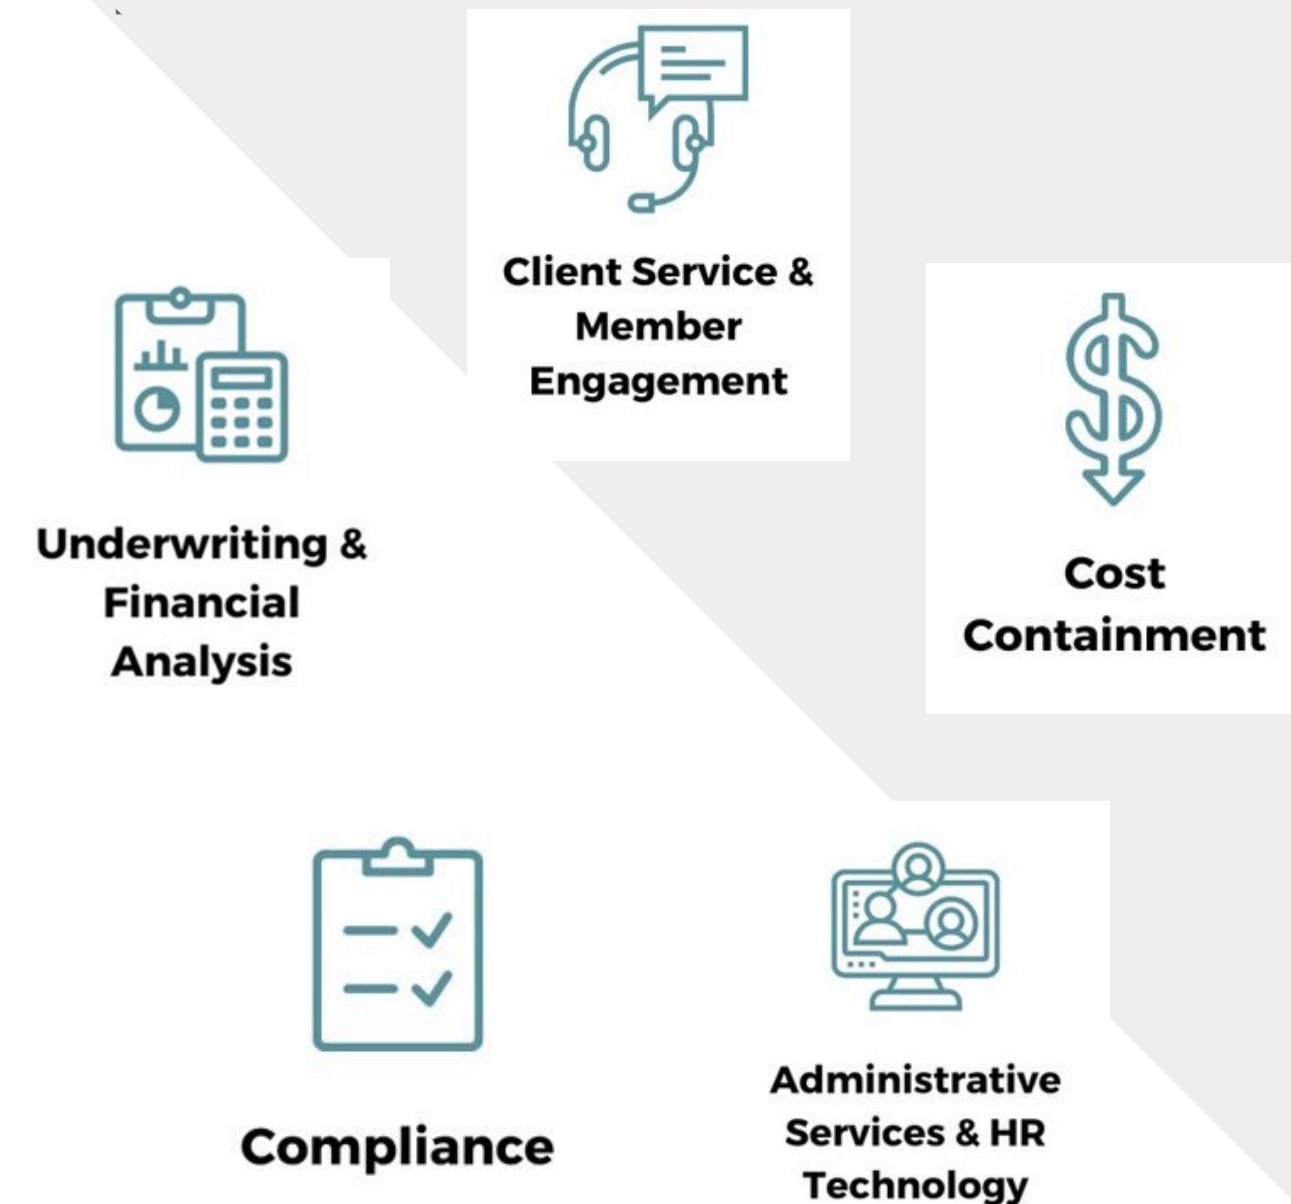 Client Service &
Member
Engagement
Underwriting &
Financial
Analysis
Cost
Containment
Compliance
Administrative
Services & HR
Technology